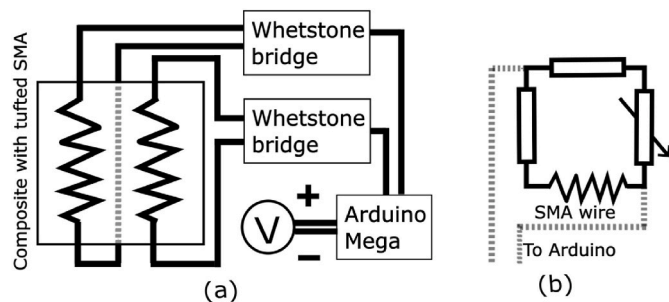 Composite with tufted SMA
Whetstone
bridge
Whetstone
bridge
+
V
−
Arduino
Mega
(a)
SMA wire
To Arduino
(b)